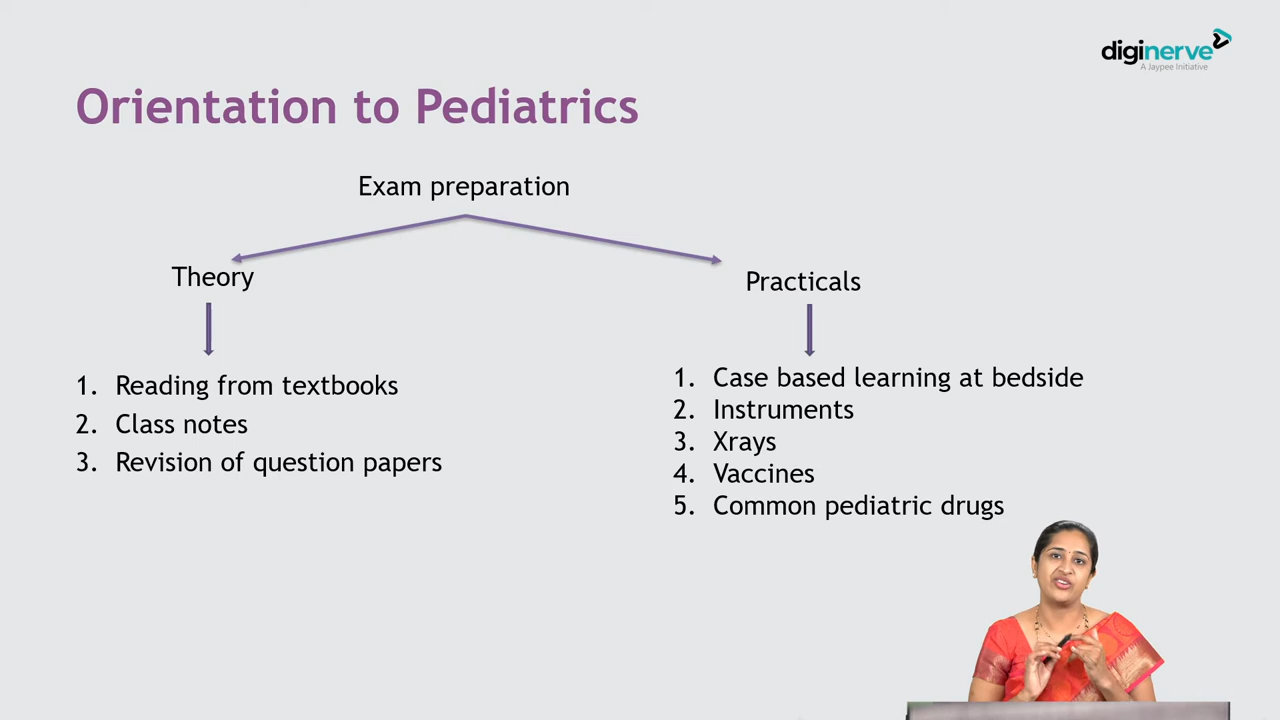 diginerve
A Jaypee Initiative
Orientation to Pediatrics
Exam preparation
Theory
Practicals
1. Reading from textbooks
2. Class notes
3. Revision of question papers
1. Case based learning at bedside
2. Instruments
3. Xrays
4. Vaccines
5. Common pediatric drugs